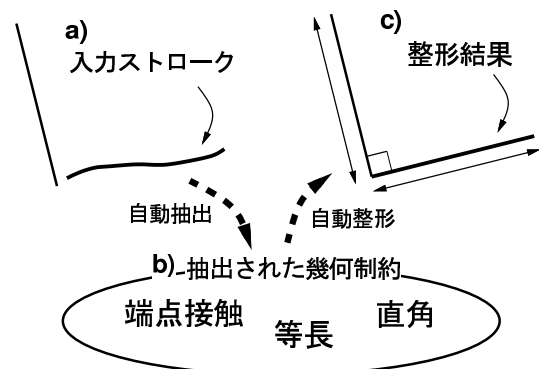 a)
入力ストローク
c)
整形結果
自動抽出
自動整形
b) 抽出された幾何制約
端点接触
等長
直角